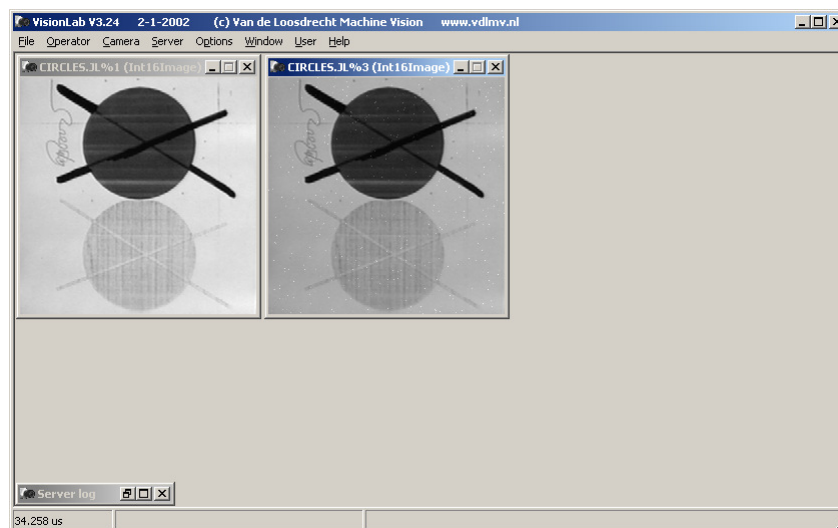 VisionLab V3.24 2-1-2002 (c) Van de Loosdrecht Machine Vision www.vdlmv.nl
File Operator Camera Server Options Window User Help
CIRCLES.JL%1 (Int16Image)
CIRCLES.JL%3 (Int16Image)
Server log
34.258 us